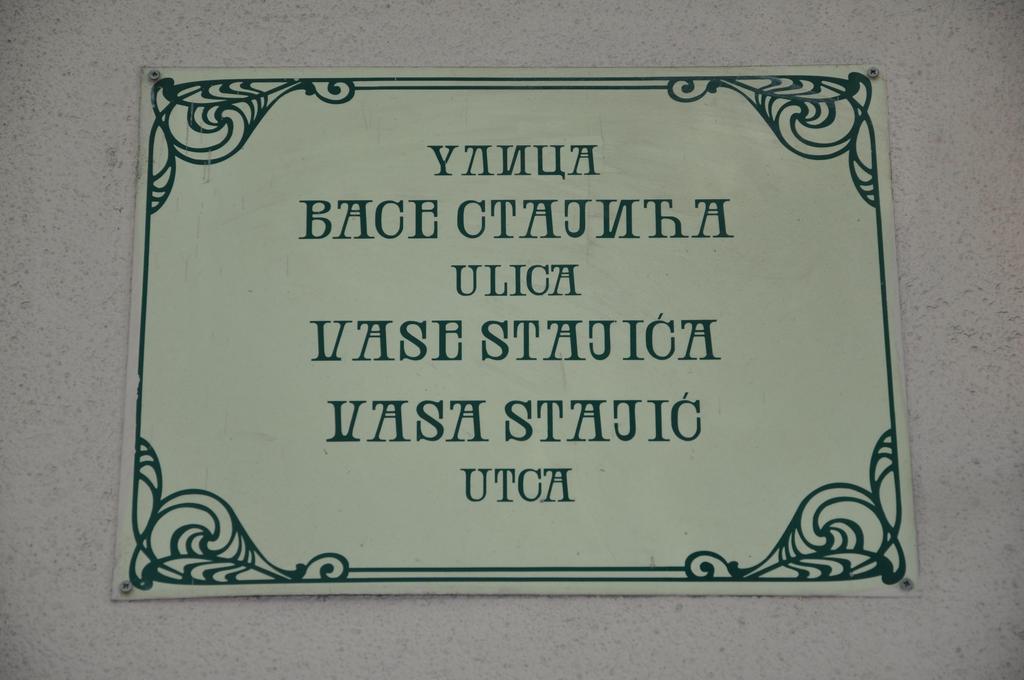 УЛИЦА
ВАСЕ СТАЈИЋА
ULICA
VASE STAJIĆA
VASA STAJIĆ
UTCA